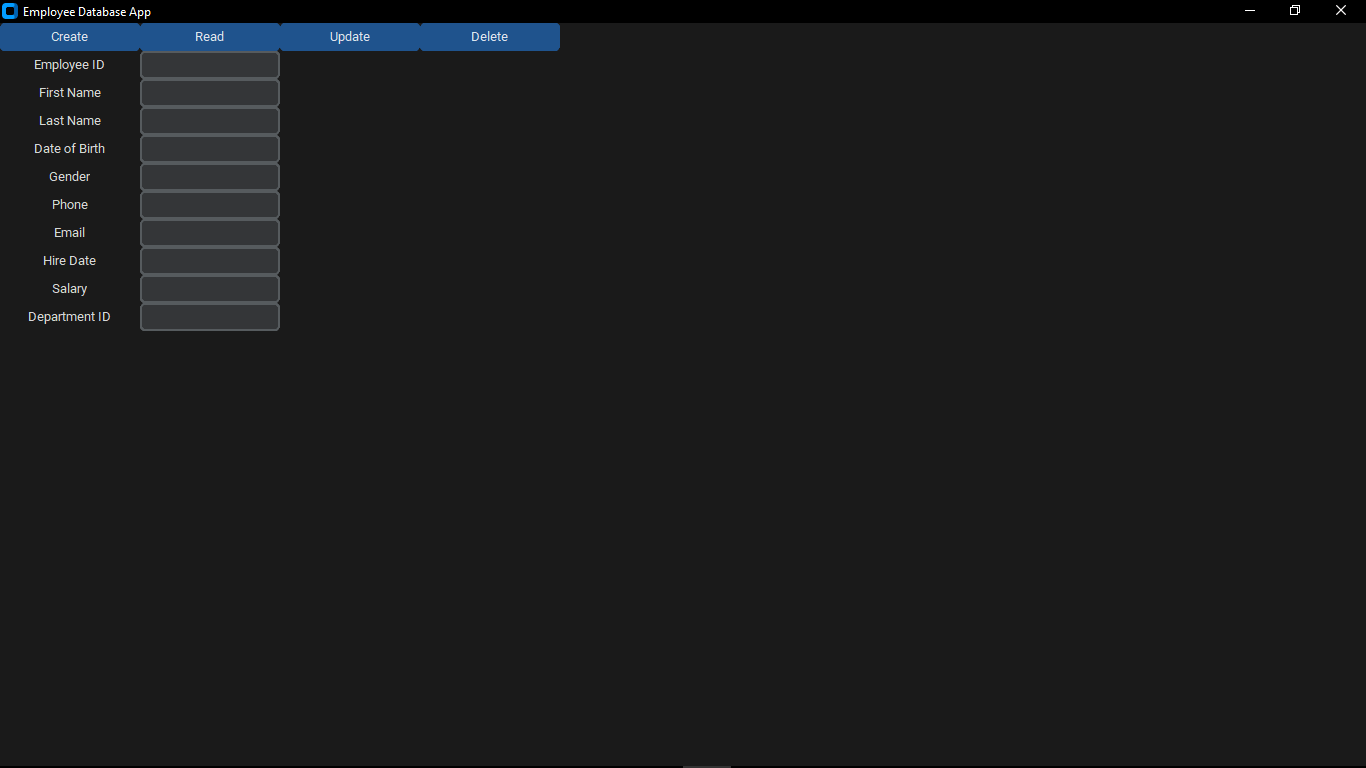 Employee Database App
Create Read Update Delete
Employee ID
First Name
Last Name
Date of Birth
Gender
Phone
Email
Hire Date
Salary
Department ID